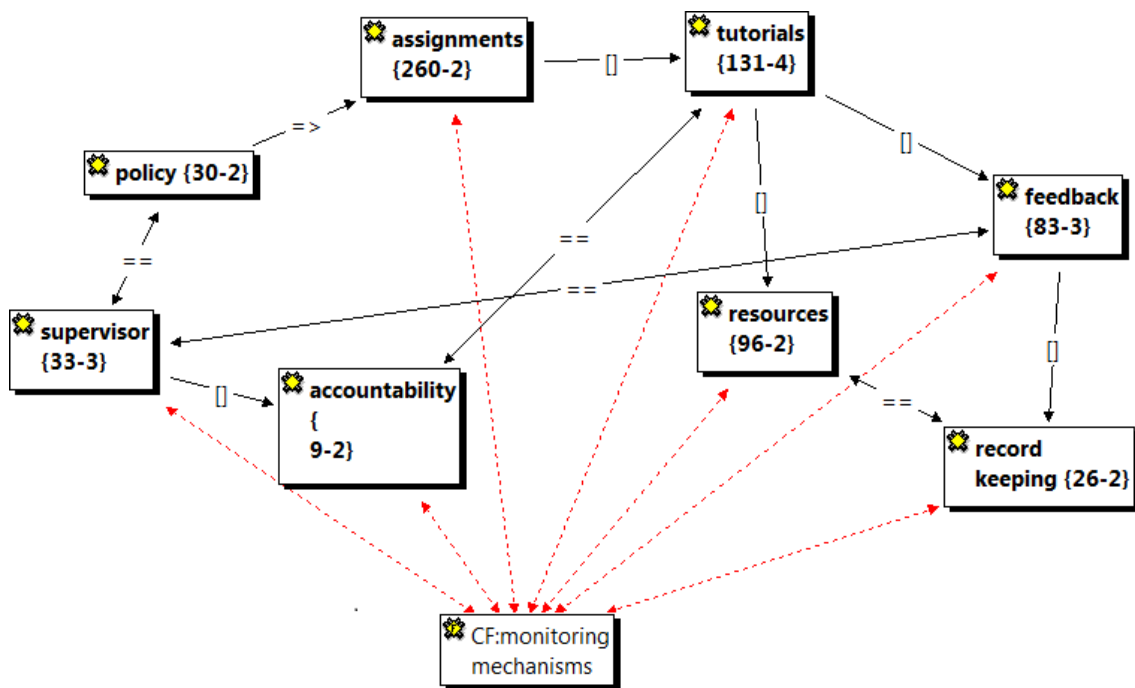 assignments
{260-2}
[]
tutorials
{131-4}
=>
[]
policy {30-2}
[]
feedback
{83-3}
==
==
==
supervisor
{33-3}
resources
{96-2}
[]
[]
accountability
{
9-2}
==
record
keeping {26-2}
CF:monitoring
mechanisms